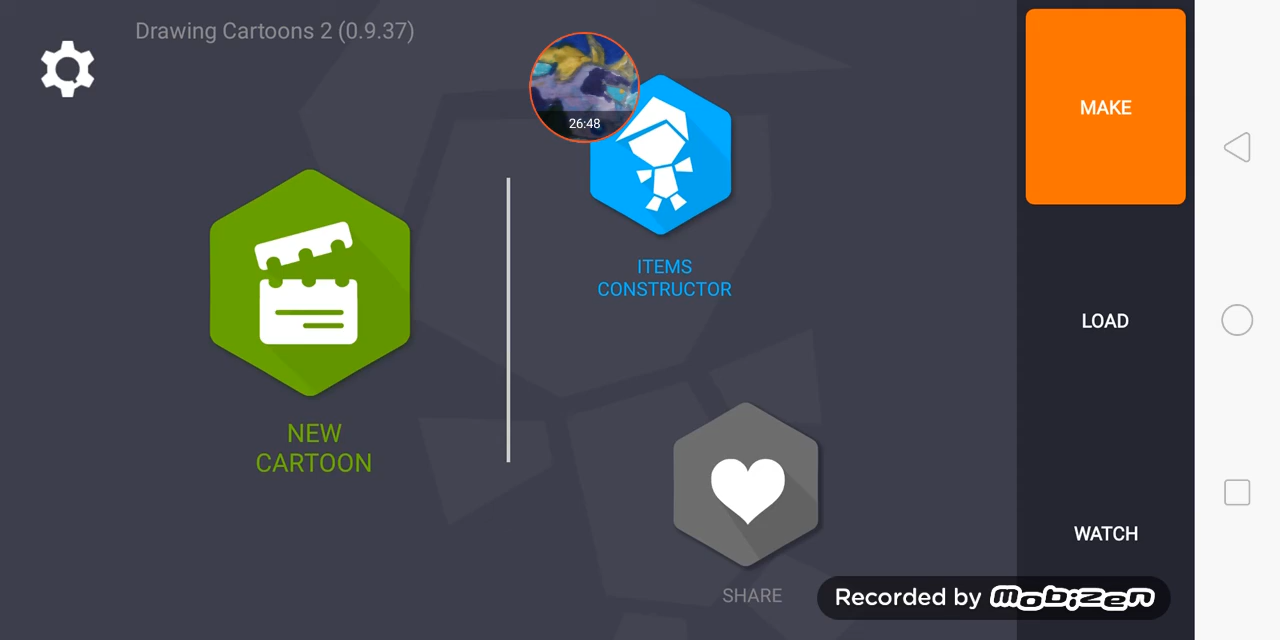 Drawing Cartoons 2 (0.9.37)
26:48
MAKE
ITEMS
CONSTRUCTOR
LOAD
NEW
CARTOON
WATCH
SHARE
Recorded by mobizen